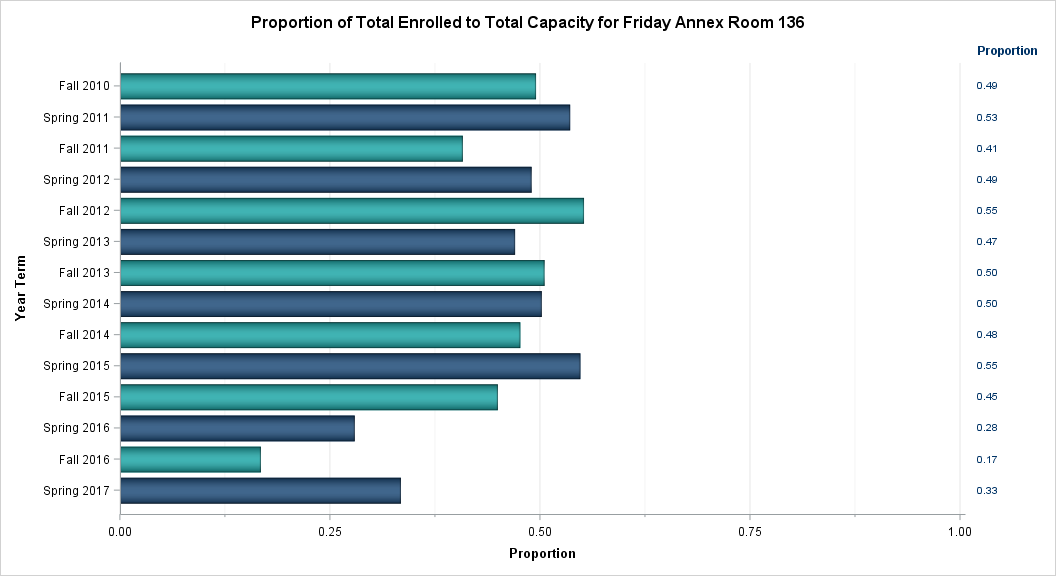 Proportion of Total Enrolled to Total Capacity for Friday Annex Room 136
Proportion
Fall 2010 0.49
Spring 2011 0.53
Fall 2011 0.41
Spring 2012 0.49
Fall 2012 0.55
Spring 2013 0.47
Fall 2013 0.50
Spring 2014 0.50
Fall 2014 0.48
Spring 2015 0.55
Fall 2015 0.45
Spring 2016 0.28
Fall 2016 0.17
Spring 2017 0.33
Year Term
0.00 0.25 0.50 0.75 1.00
Proportion